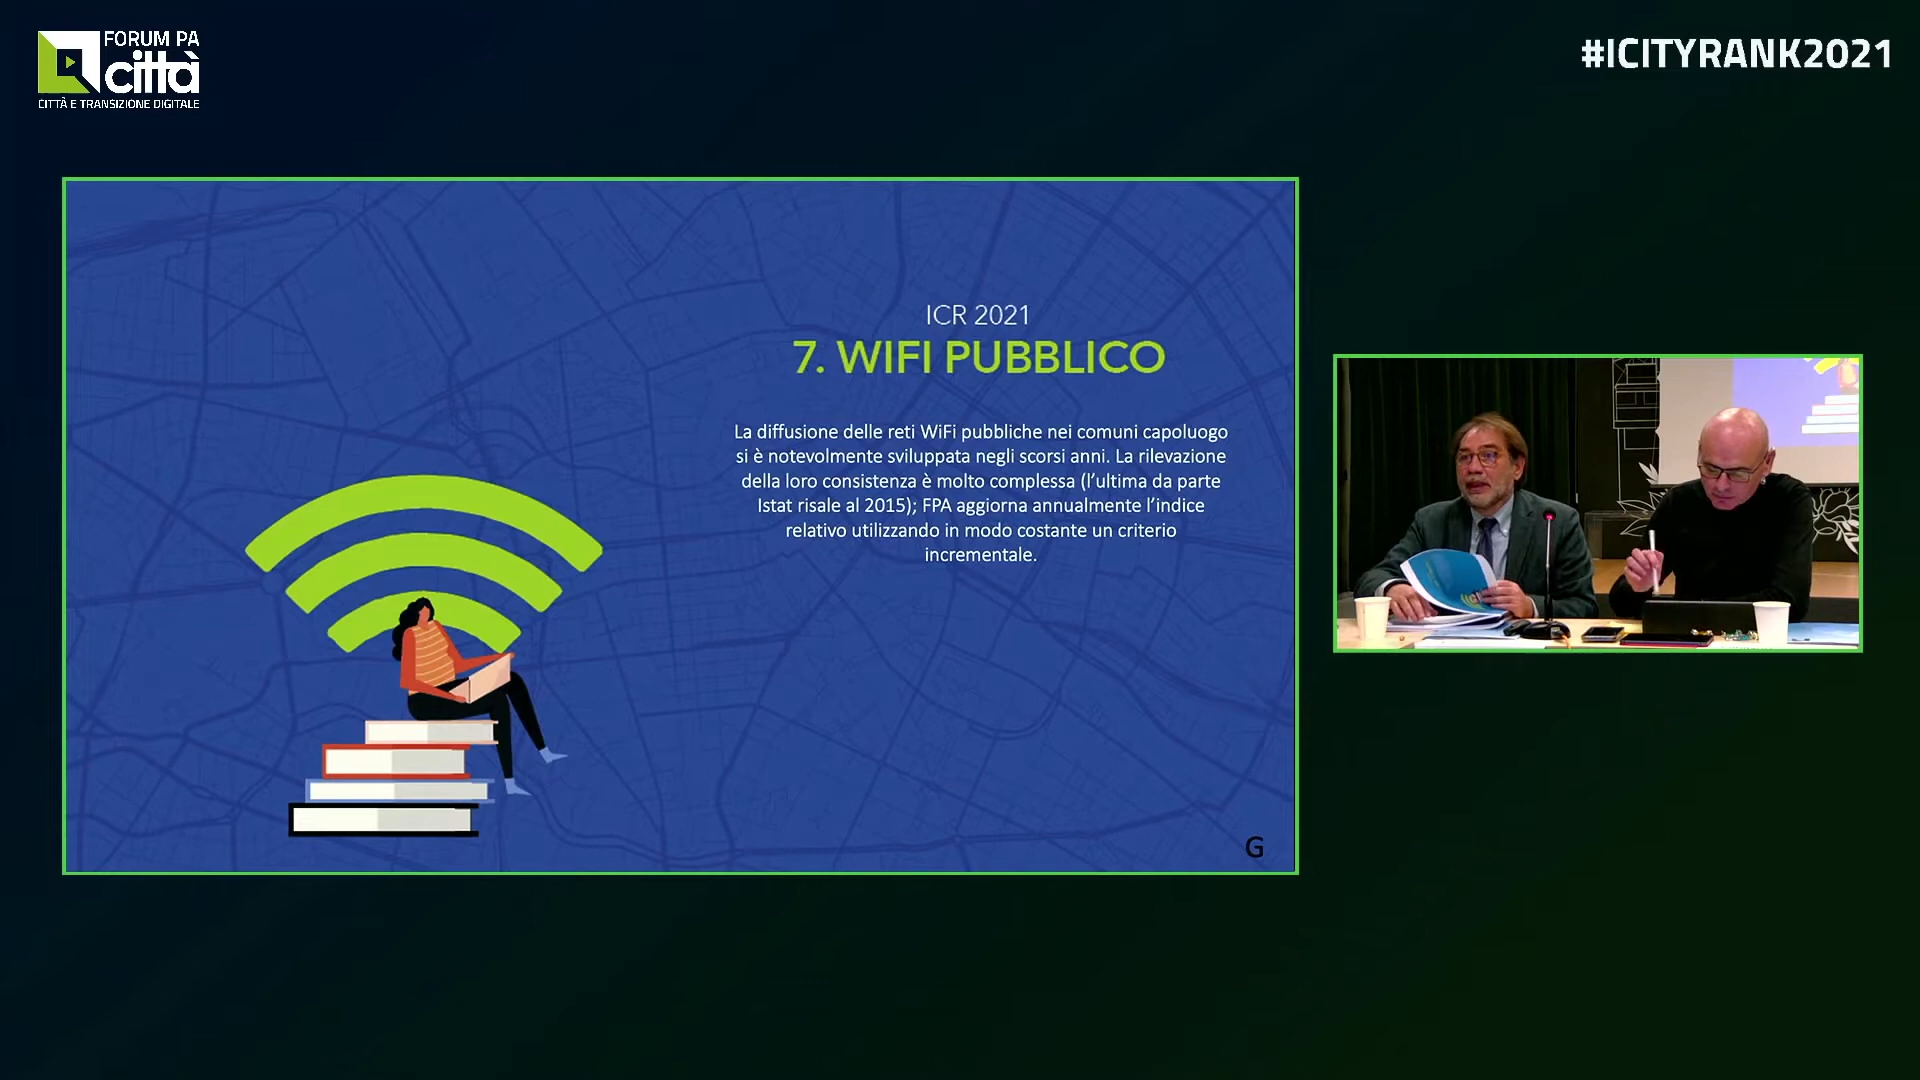 FORUM PA
città
CITTÀ E TRANSIZIONE DIGITALE
#ICITYRANK2021
ICR 2021
7. WIFI PUBBLICO
La diffusione delle reti WiFi pubbliche nei comuni capoluogo
si è notevolmente sviluppata negli scorsi anni. La rilevazione
della loro consistenza è molto complessa (l’ultima da parte
Istat risale al 2015); FPA aggiorna annualmente l’indice
relativo utilizzando in modo costante un criterio
incrementale.
G